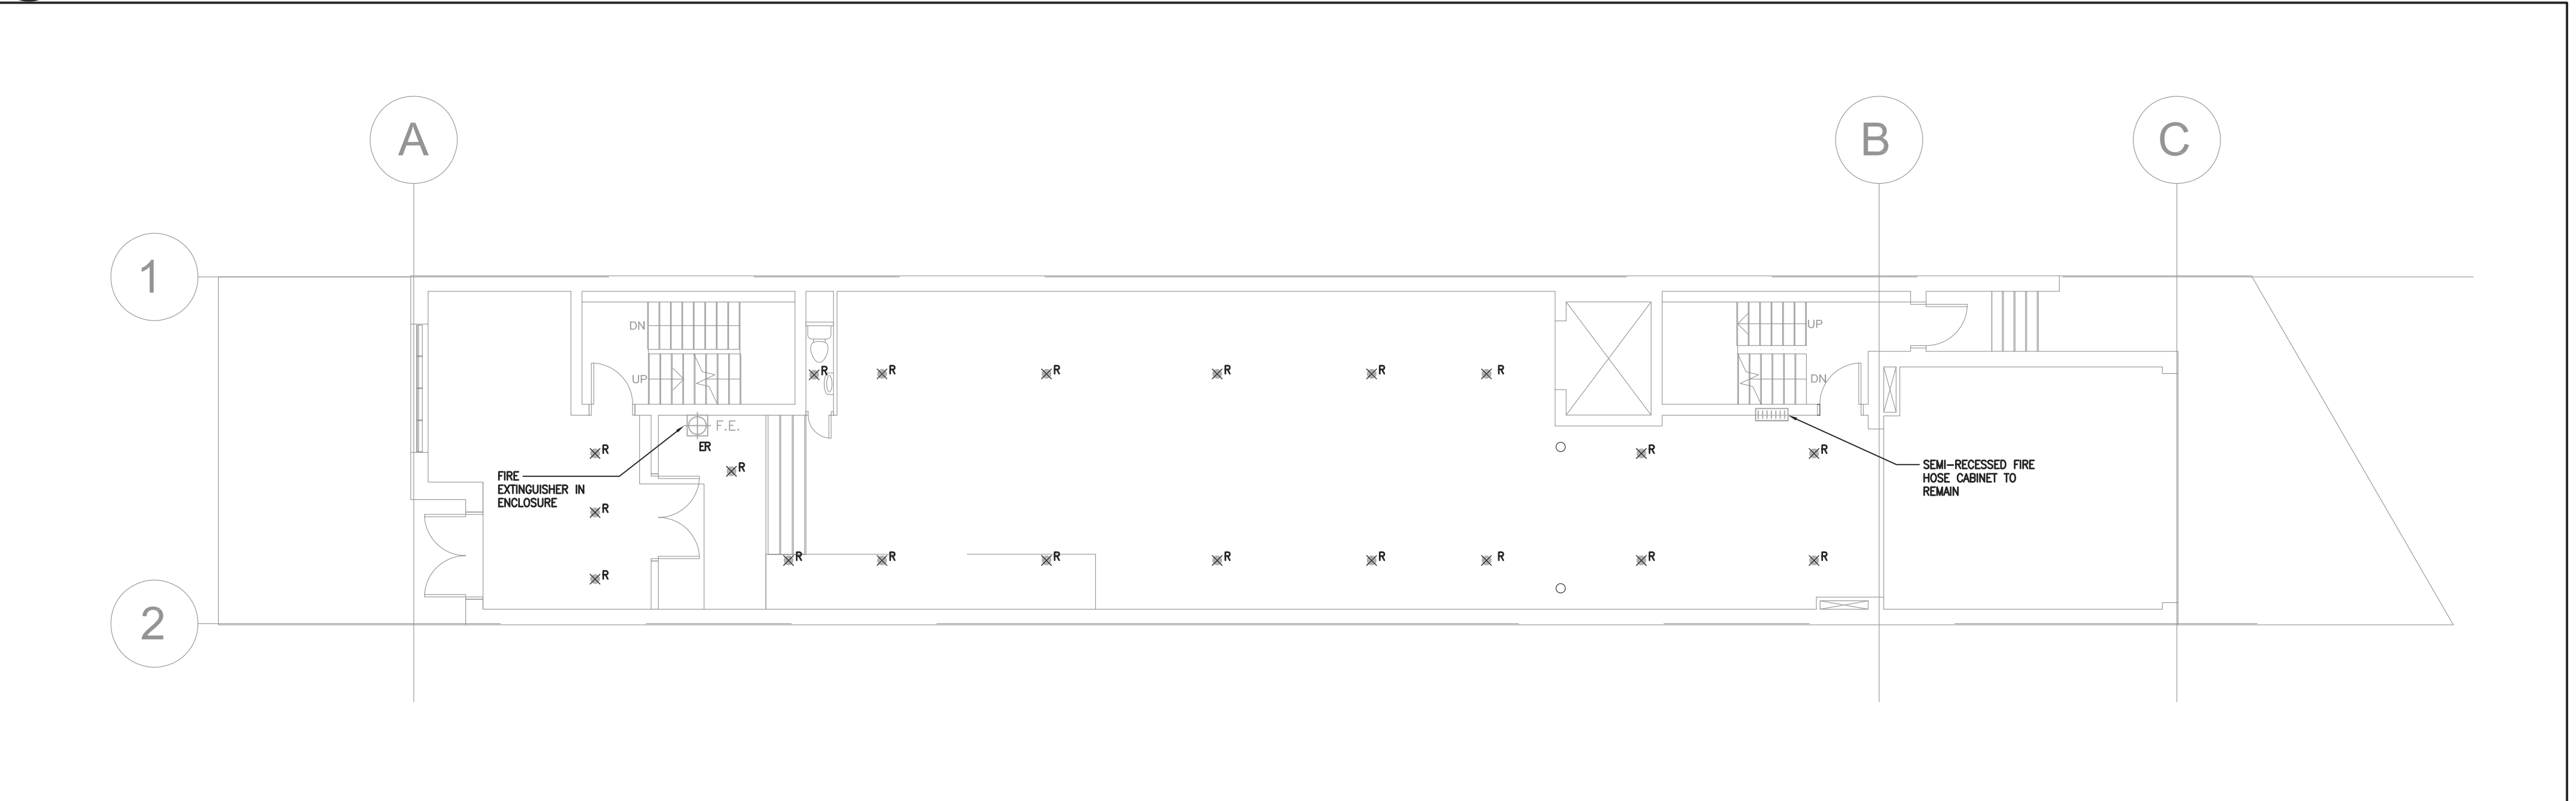 A
B
C
1
DN
UP
UP
R
R
R
R
R
R
DN
F.E.
ER
R
R
R
R
R
FIRE
EXTINGUISHER IN
ENCLOSURE
SEMI-RECESSED FIRE
HOSE CABINET TO
REMAIN
R
R
R
R
R
R
R
R
R
R
2